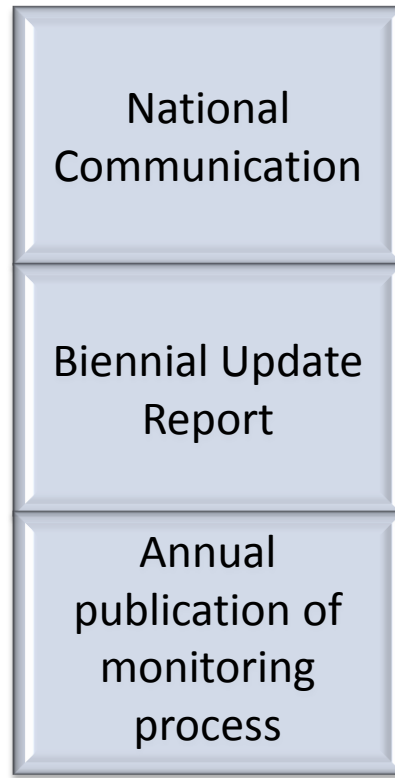 National
Communication
Biennial Update
Report
Annual
publication of
monitoring
process